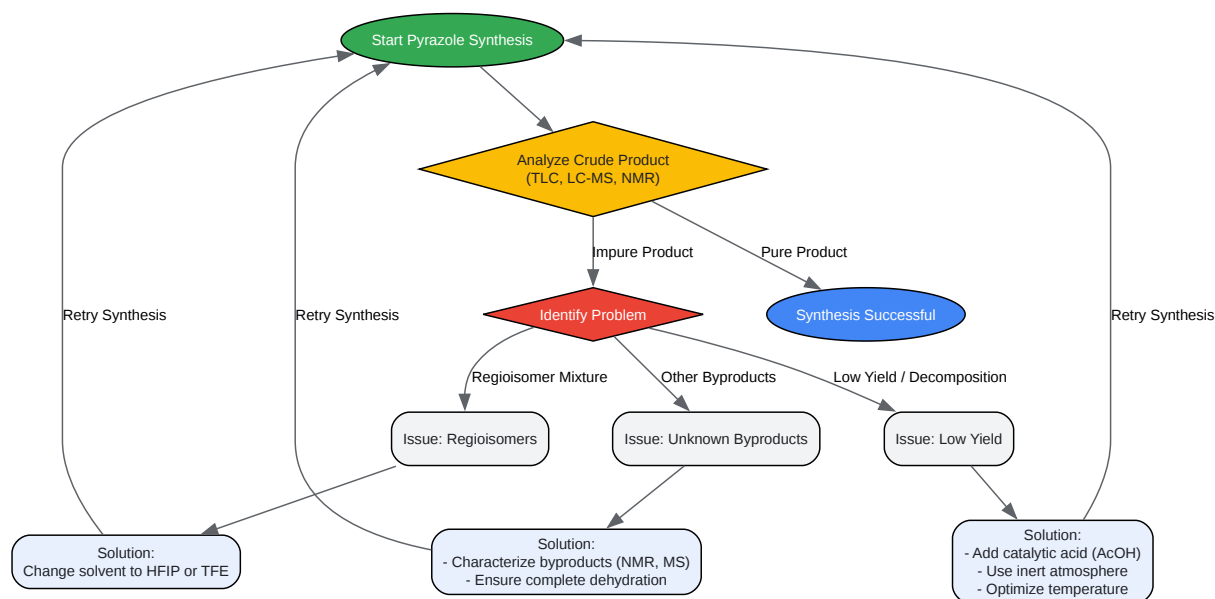 Start Pyrazole Synthesis
Analyze Crude Product
(TLC, LC-MS, NMR)
Impure Product
Pure Product
Retry Synthesis
Retry Synthesis
Identify Problem
Synthesis Successful
Retry Synthesis
Regioisomer Mixture
Other Byproducts
Low Yield / Decomposition
Issue: Regioisomers
Issue: Unknown Byproducts
Issue: Low Yield
Solution:
Change solvent to HFIP or TFE
Solution:
- Characterize byproducts (NMR, MS)
- Ensure complete dehydration
Solution:
- Add catalytic acid (AcOH)
- Use inert atmosphere
- Optimize temperature